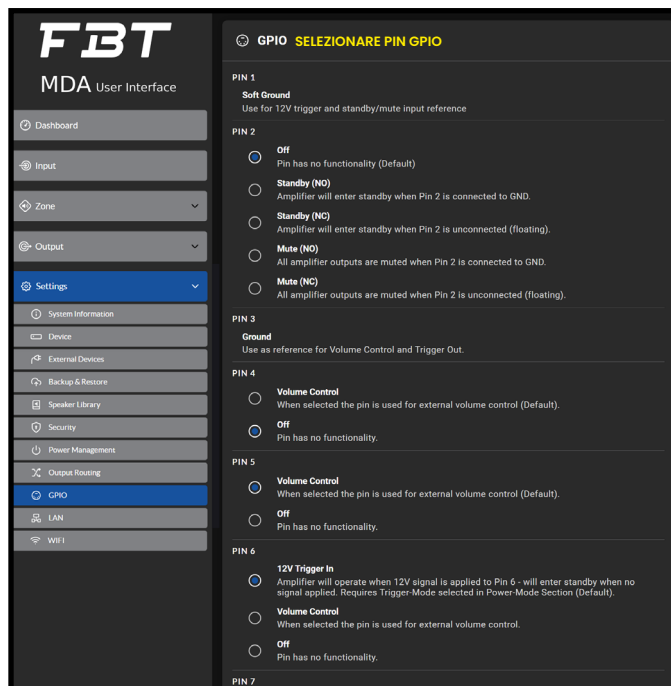 FBT
MDA User Interface
Dashboard
Input
Zone
Output
Settings
System Information
Device
External Devices
Backup & Restore
Speaker Library
Security
Power Management
Output Routing
GPIO
LAN
WIFI
GPIO SELEZIONARE PIN GPIO
PIN 1
Soft Ground
Use for 12V trigger and standby/mute input reference
PIN 2
Off
Pin has no functionality (Default)
Standby (NO)
Amplifier will enter standby when Pin 2 is connected to GND.
Standby (NC)
Amplifier will enter standby when Pin 2 is unconnected (floating).
Mute (NO)
All amplifier outputs are muted when Pin 2 is connected to GND.
Mute (NC)
All amplifier outputs are muted when Pin 2 is unconnected (floating).
PIN 3
Ground
Use as reference for Volume Control and Trigger Out.
PIN 4
Volume Control
When selected the pin is used for external volume control (Default).
Off
Pin has no functionality.
PIN 5
Volume Control
When selected the pin is used for external volume control (Default).
Off
Pin has no functionality.
PIN 6
12V Trigger In
Amplifier will operate when 12V signal is applied to Pin 6 - will enter standby when no
signal applied. Requires Trigger-Mode selected in Power-Mode Section (Default).
Volume Control
When selected the pin is used for external volume control.
Off
Pin has no functionality.
PIN 7